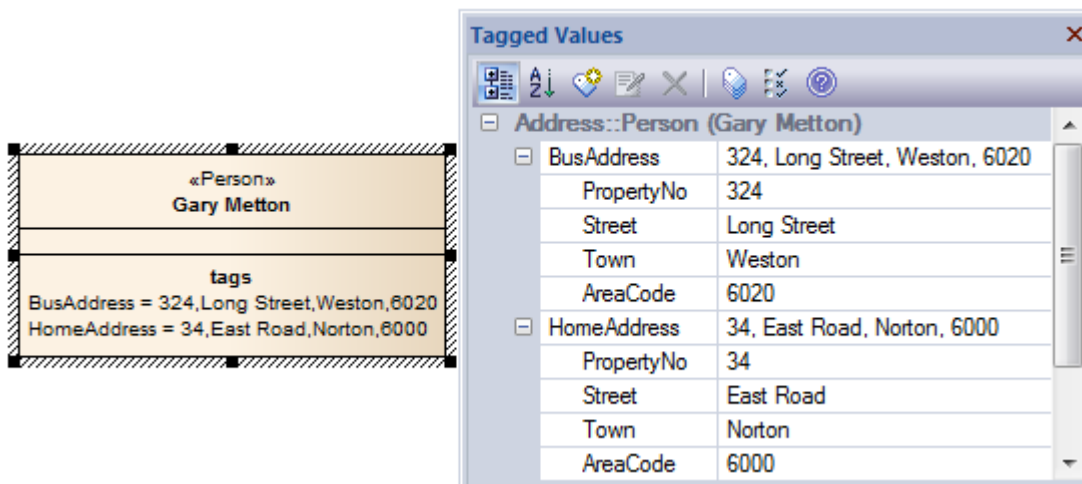 «Person»
Gary Metton
tags
BusAddress = 324,Long Street,Weston,6020
HomeAddress = 34,East Road,Norton,6000
Tagged Values
Address::Person (Gary Metton)
BusAddress 324, Long Street, Weston, 6020
PropertyNo 324
Street Long Street
Town Weston
AreaCode 6020
HomeAddress 34, East Road, Norton, 6000
PropertyNo 34
Street East Road
Town Norton
AreaCode 6000